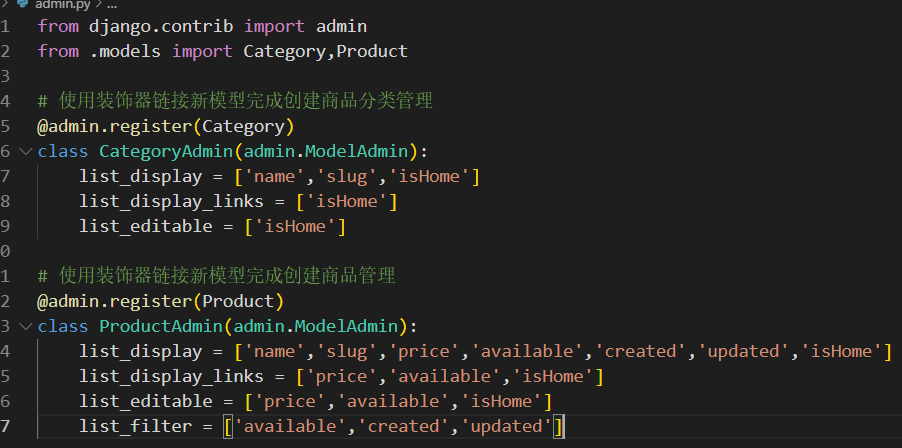 admin.py > ...
1 from django.contrib import admin
2 from .models import Category,Product
3
4 # 使用装饰器链接新模型完成创建商品分类管理
5 @admin.register(Category)
6 class CategoryAdmin(admin.ModelAdmin):
7 list_display = ['name','slug','isHome']
8 list_display_links = ['isHome']
9 list_editable = ['isHome']
0
1 # 使用装饰器链接新模型完成创建商品管理
2 @admin.register(Product)
3 class ProductAdmin(admin.ModelAdmin):
4 list_display = ['name','slug','price','available','created','updated','isHome']
5 list_display_links = ['price','available','isHome']
6 list_editable = ['price','available','isHome']
7 list_filter = ['available','created','updated']